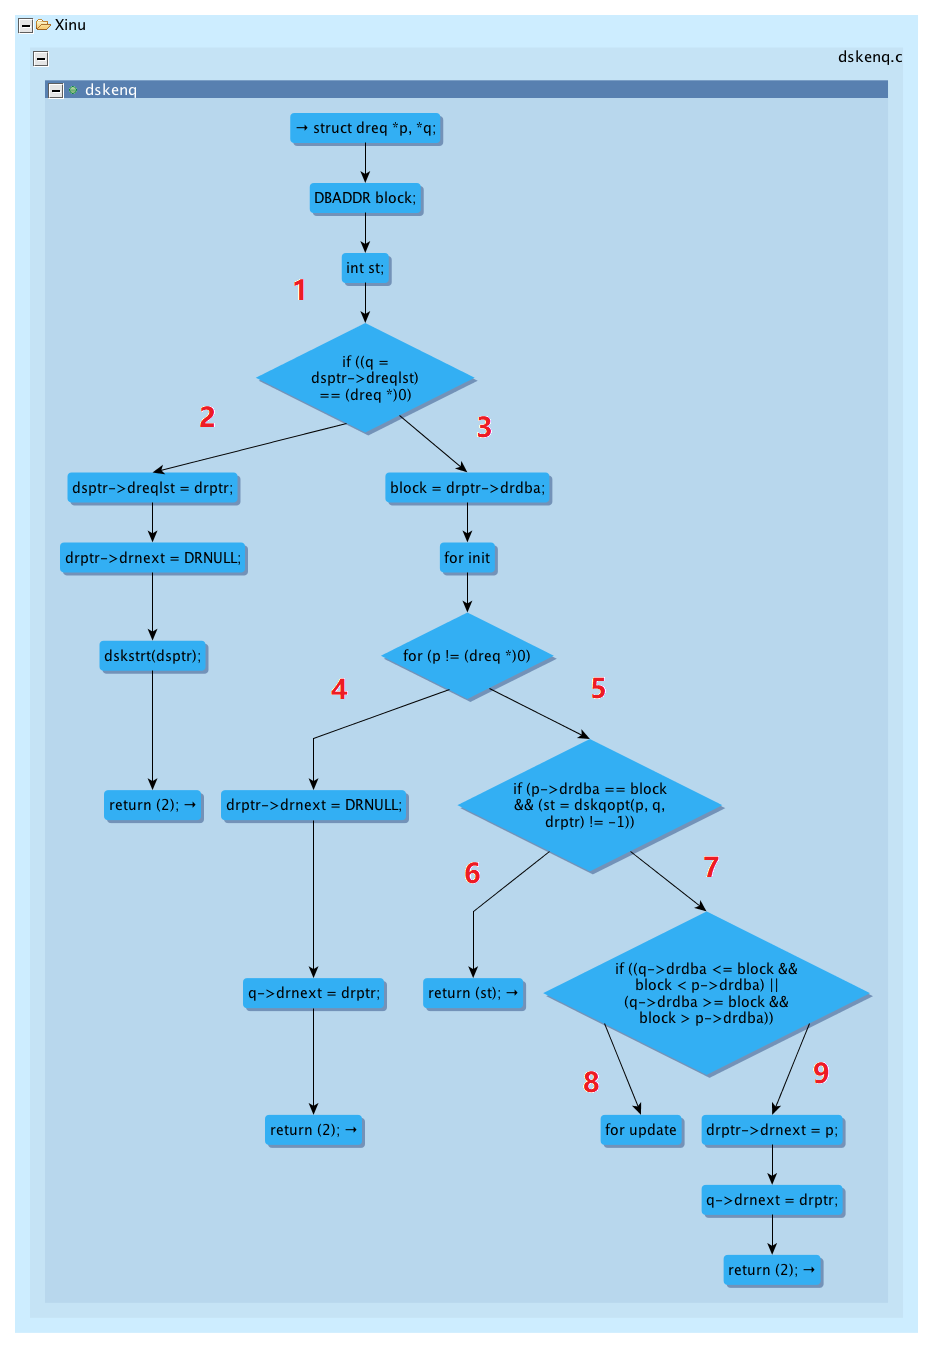 Xinu
dskenq.c
dskenq
→ struct dreq *p, *q;
DBADDR block;
int st;
1
if ((q =
dsptr->dreqlst)
== (dreq *)0)
2
3
dsptr->dreqlst = drptr;
block = drptr->drdba;
drptr->drnext = DRNULL;
for init
dskstrt(dsptr);
for (p != (dreq *)0)
4
5
return (2); →
drptr->drnext = DRNULL;
if (p->drdba == block
&& (st = dskqopt(p, q,
drptr) != -1))
6
7
q->drnext = drptr;
return (st); →
if ((q->drdba <= block &&
block < p->drdba) ||
(q->drdba >= block &&
block > p->drdba))
8
9
return (2); →
for update
drptr->drnext = p;
q->drnext = drptr;
return (2); →